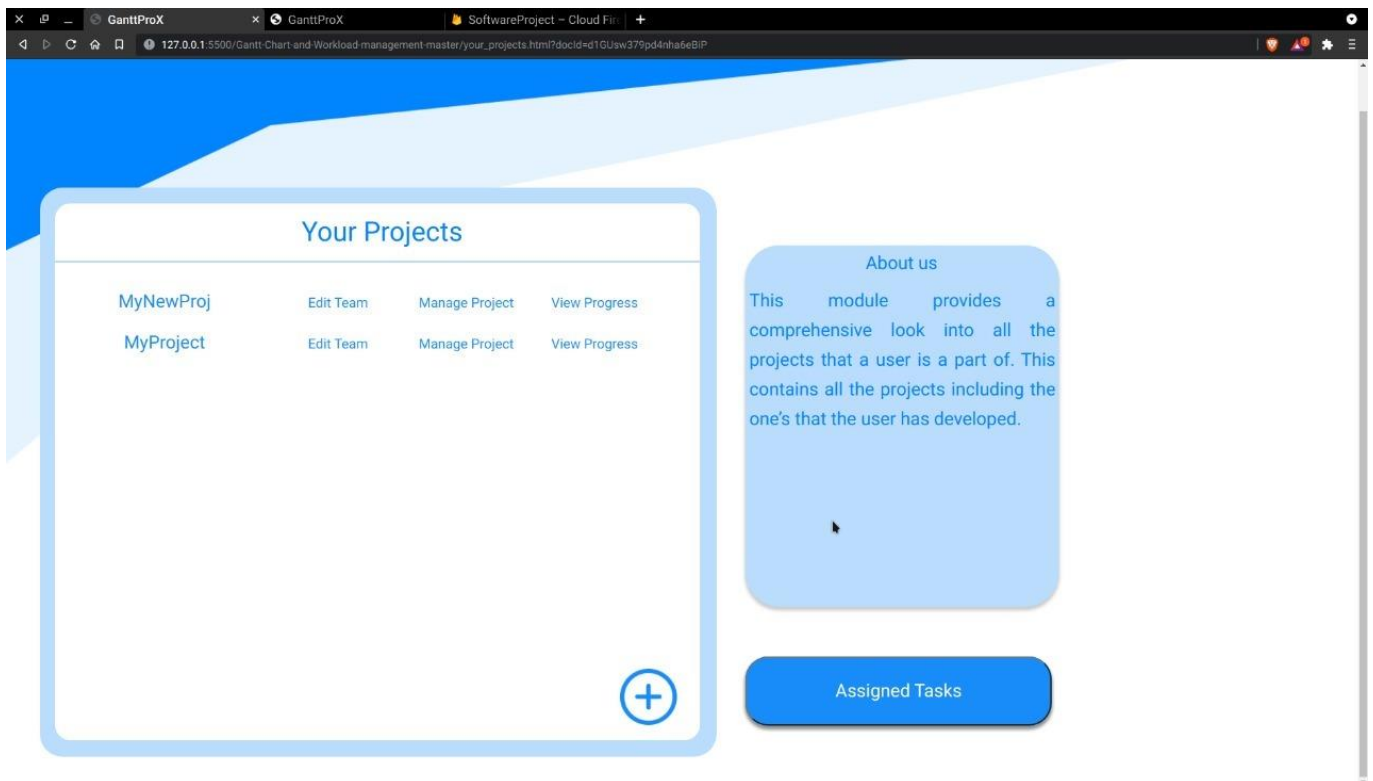 GanttProX
GanttProX
SoftwareProject – Cloud Fire
127.0.0.1:5500/Gantt-Chart-and-Workload-management-master/your_projects.html?docId=d1GUsw379pd4nha6eBiP
Your Projects
MyNewProj Edit Team Manage Project View Progress
MyProject Edit Team Manage Project View Progress
About us
This module provides a
comprehensive look into all the
projects that a user is a part of. This
contains all the projects including the
one's that the user has developed.
Assigned Tasks